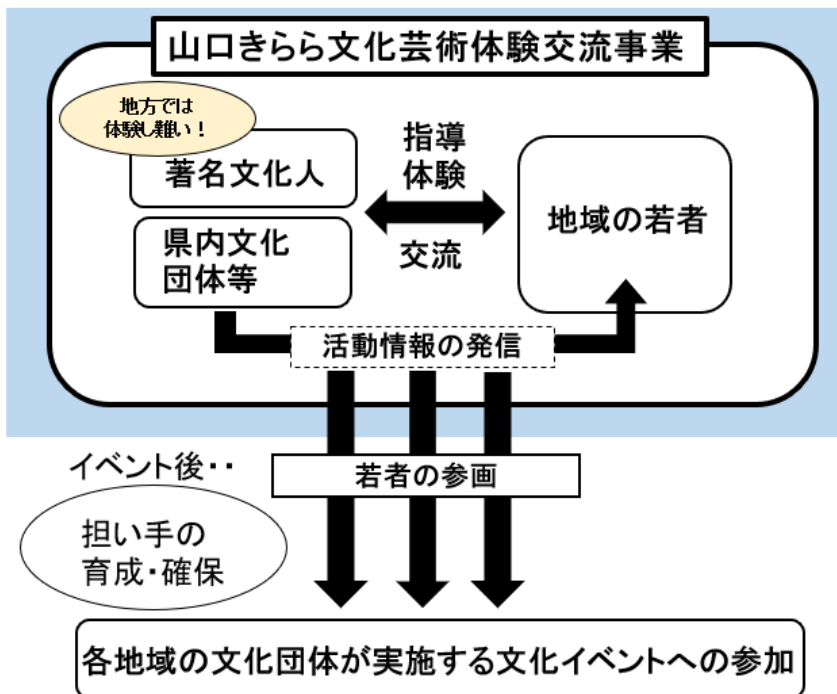 山口きらら文化芸術体験交流事業
地方では
体験し難い！
著名文化人
県内文化
団体等
指導
体験
交流
地域の若者
活動情報の発信
イベント後・・
若者の参画
担い手の
育成・確保
各地域の文化団体が実施する文化イベントへの参加